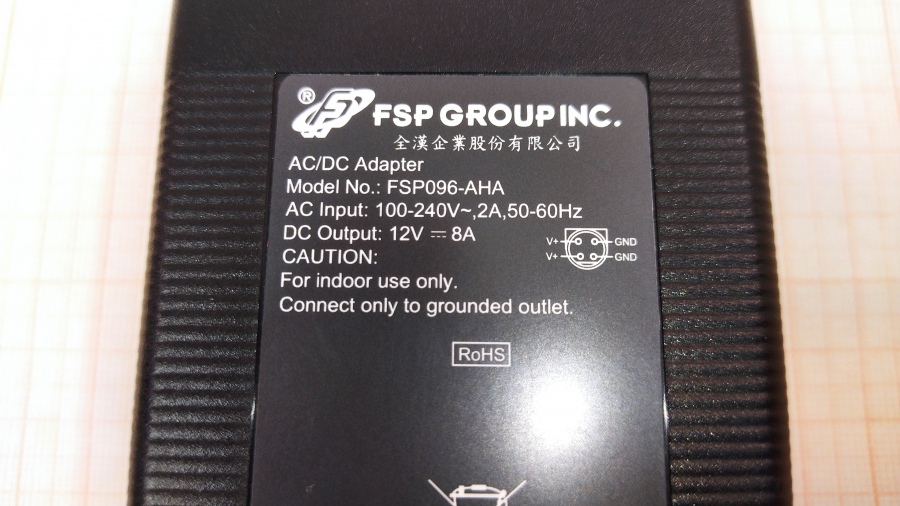 ® FSP GROUP INC.
全漢企業股份有限公司
AC/DC Adapter
Model No.: FSP096-AHA
AC Input: 100-240V~,2A,50-60Hz
DC Output: 12V ⎓ 8A
V+ GND
V+ GND
CAUTION:
For indoor use only.
Connect only to grounded outlet.
RoHS